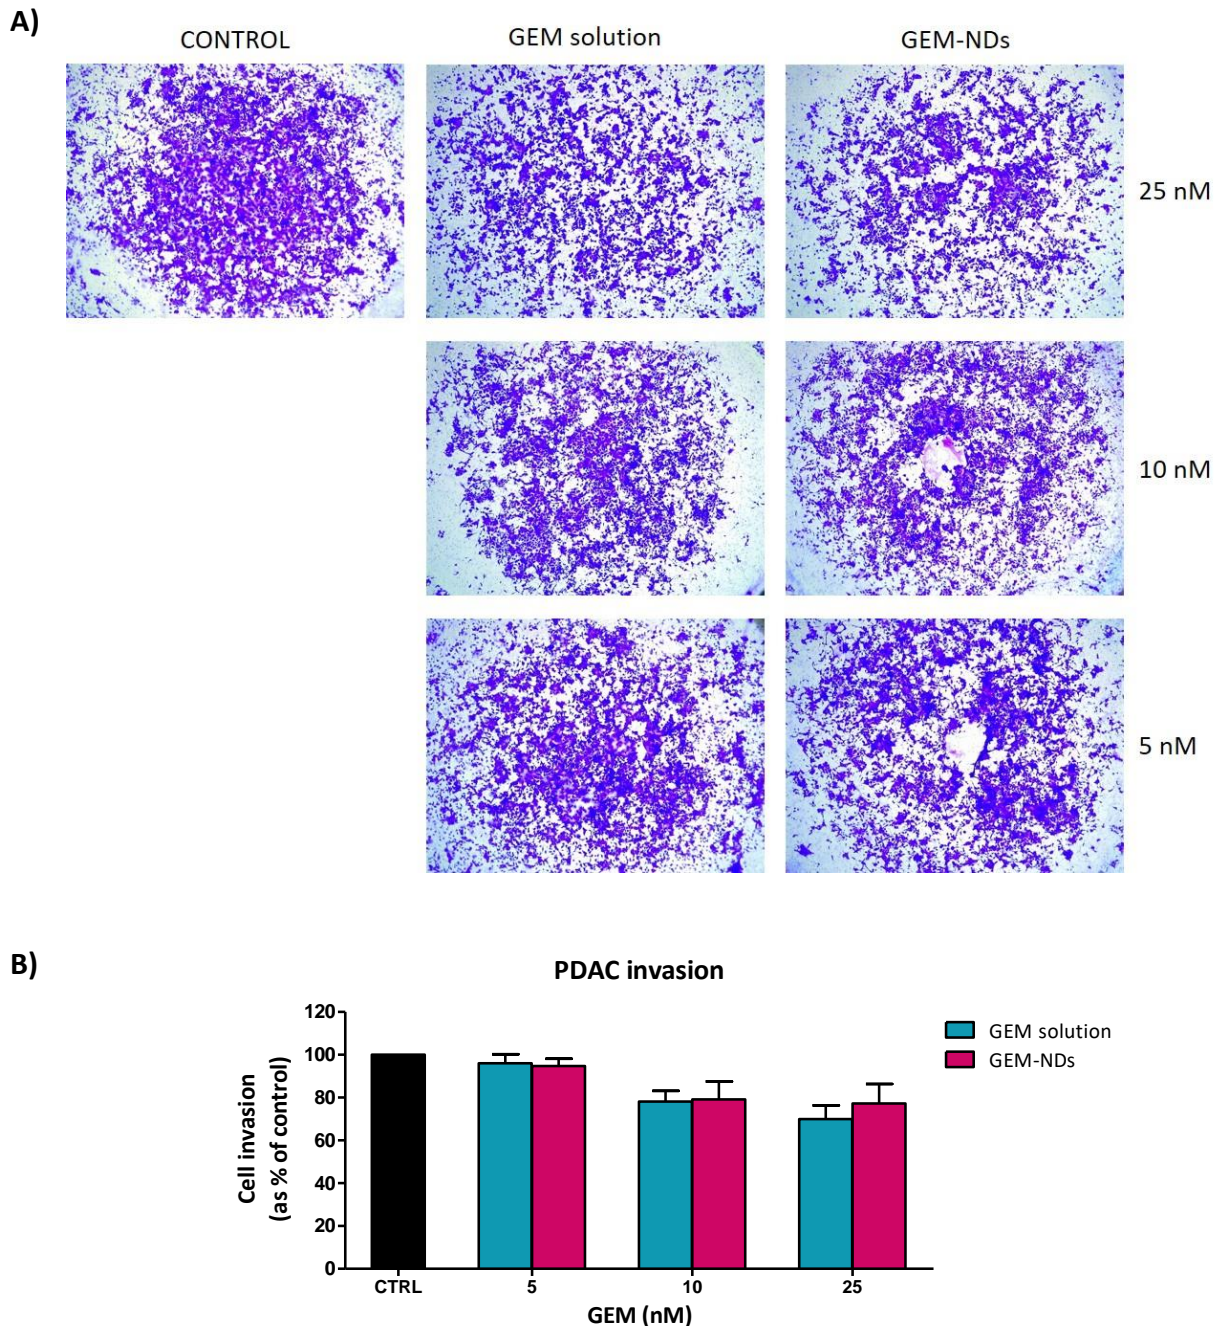 A)
CONTROL
GEM solution
GEM-NDs
25 nM
10 nM
5 nM
B)
PDAC invasion
Cell invasion
(as % of control)
120
100
80
60
40
20
0
CTRL
5
10
25
GEM (nM)
GEM solution
GEM-NDs